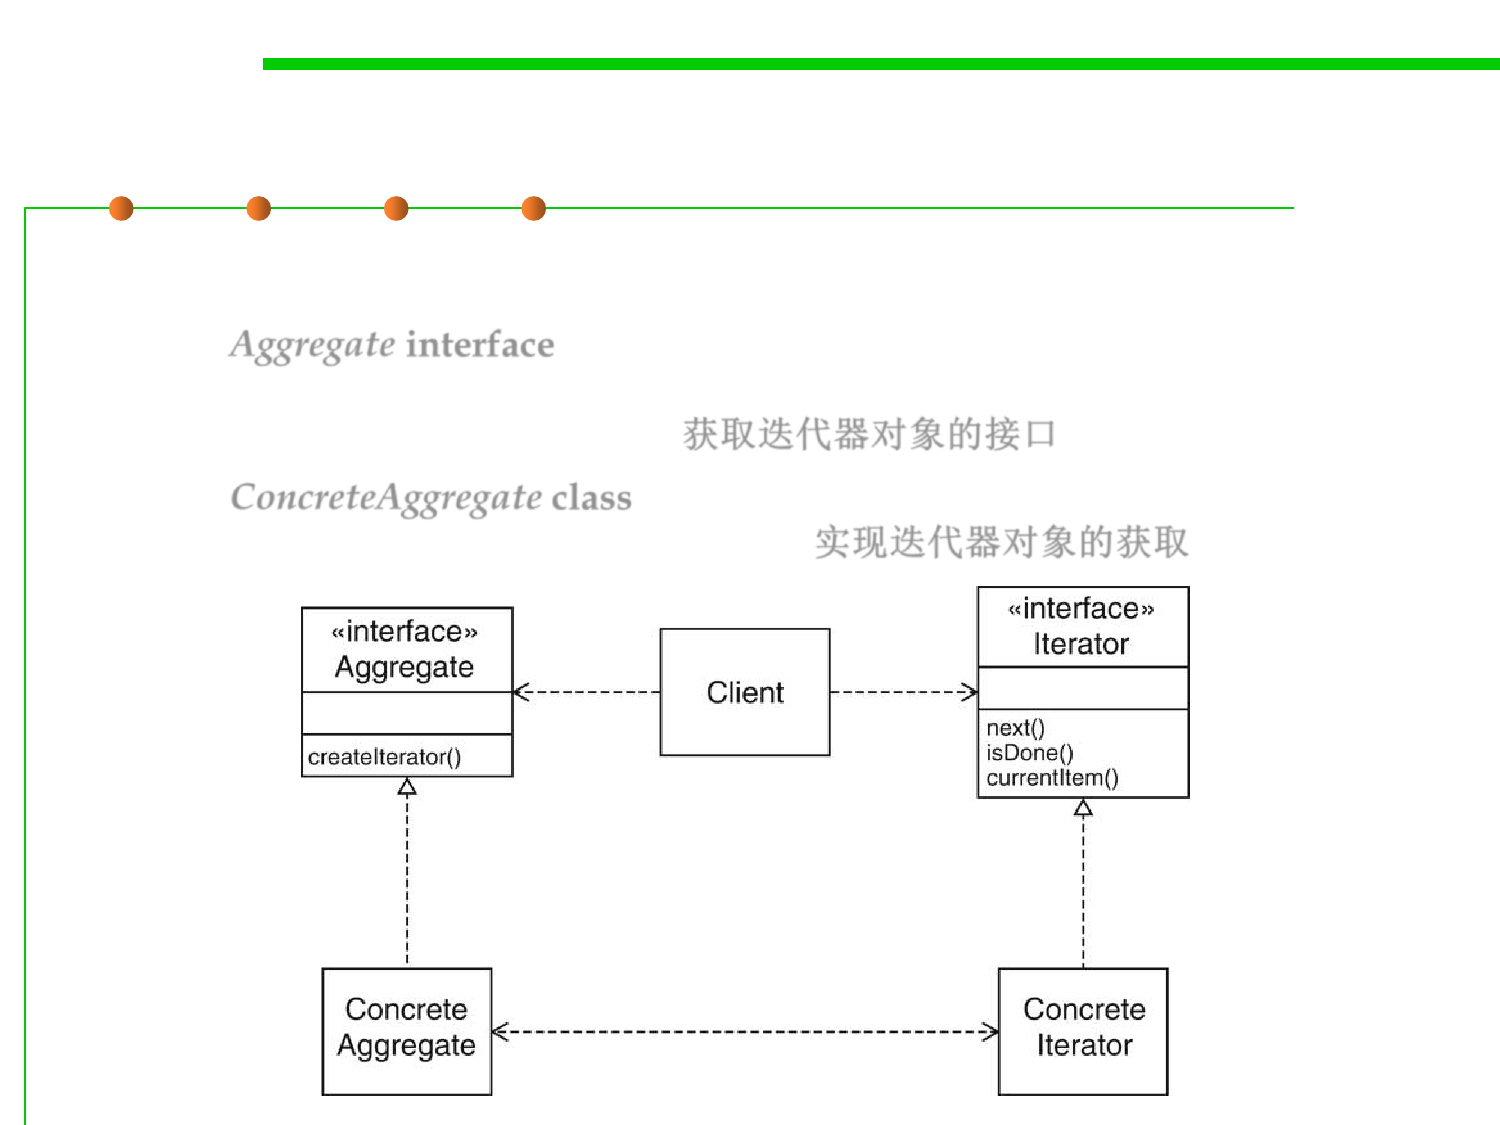 Aggregate interface
获取迭代器对象的接口
ConcreteAggregate class
实现迭代器对象的获取
«interface»
Aggregate
createIterator()
Client
«interface»
Iterator
next()
isDone()
currentItem()
Concrete
Aggregate
Concrete
Iterator